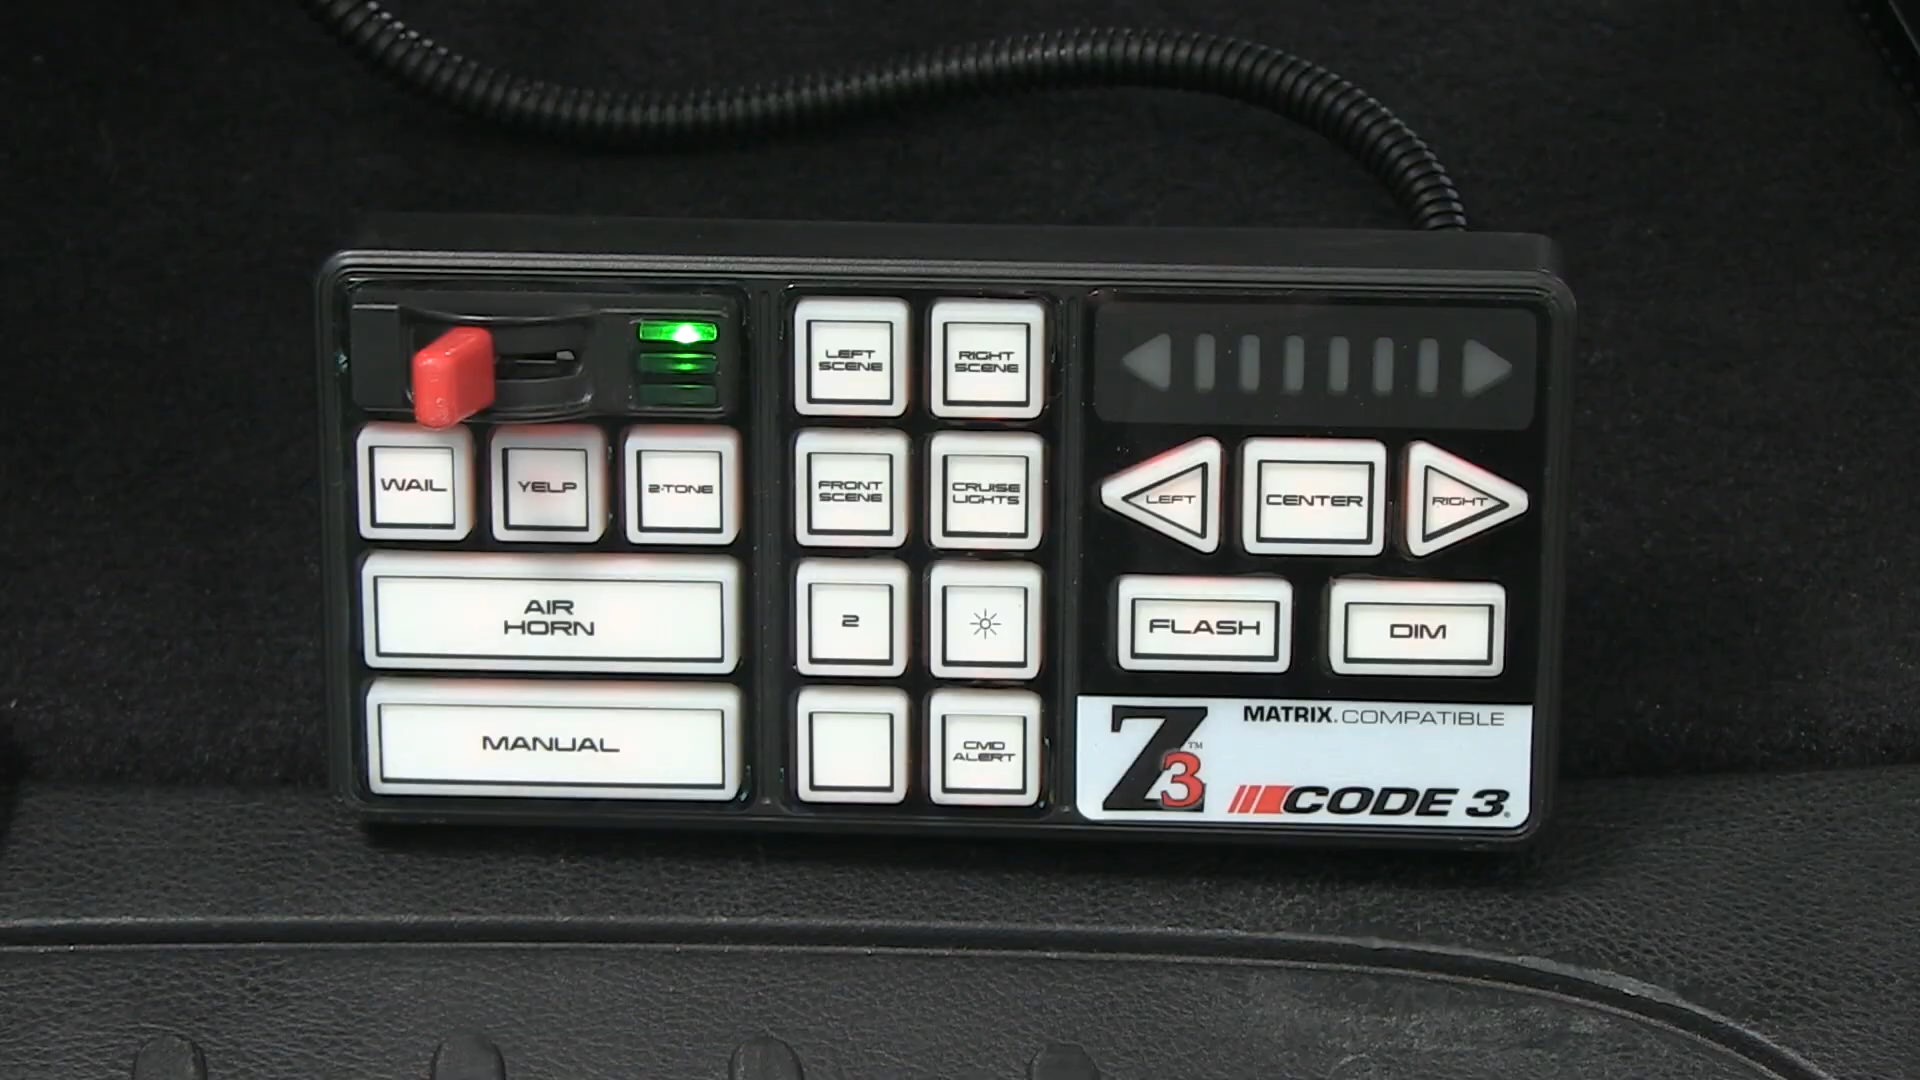 LEFT
SCENE
RIGHT
SCENE
WAIL
YELP
2-TONE
FRONT
SCENE
CRUISE
LIGHTS
LEFT
CENTER
RIGHT
AIR
HORN
2
FLASH
DIM
MANUAL
CMD
ALERT
MATRIX® COMPATIBLE
Z3™
CODE 3®